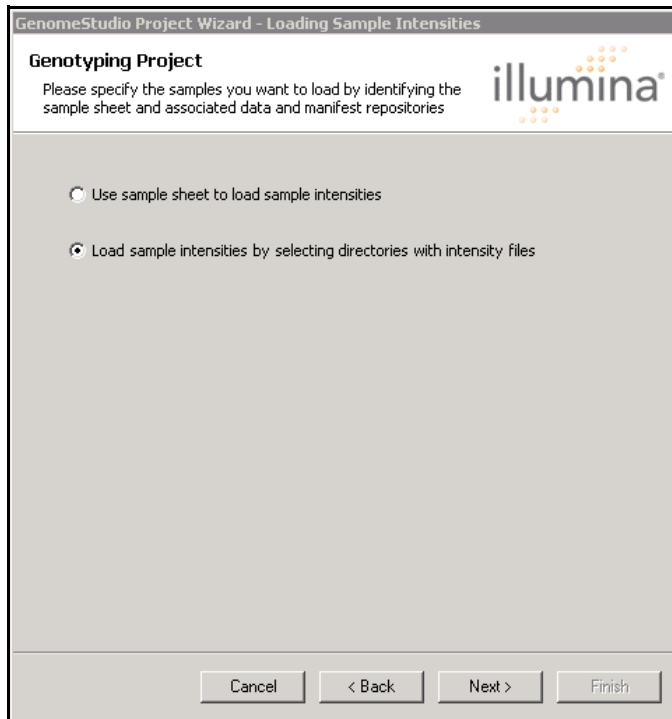 GenomeStudio Project Wizard - Loading Sample Intensities
Genotyping Project
Please specify the samples you want to load by identifying the
sample sheet and associated data and manifest repositories
illumina®
Use sample sheet to load sample intensities
Load sample intensities by selecting directories with intensity files
Cancel
< Back
Next >
Finish